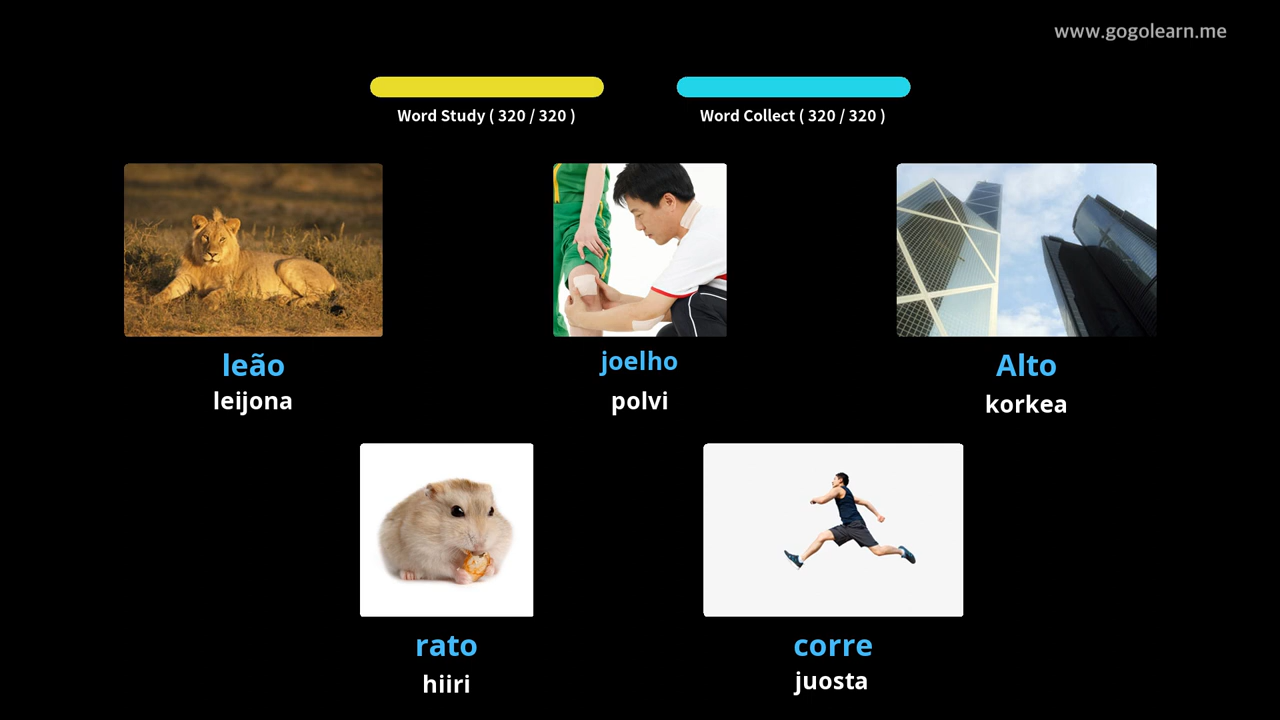 www.gogolearn.me
Word Study ( 320 / 320 )
Word Collect ( 320 / 320 )
leão
leijona
joelho
polvi
Alto
korkea
rato
hiiri
corre
juosta